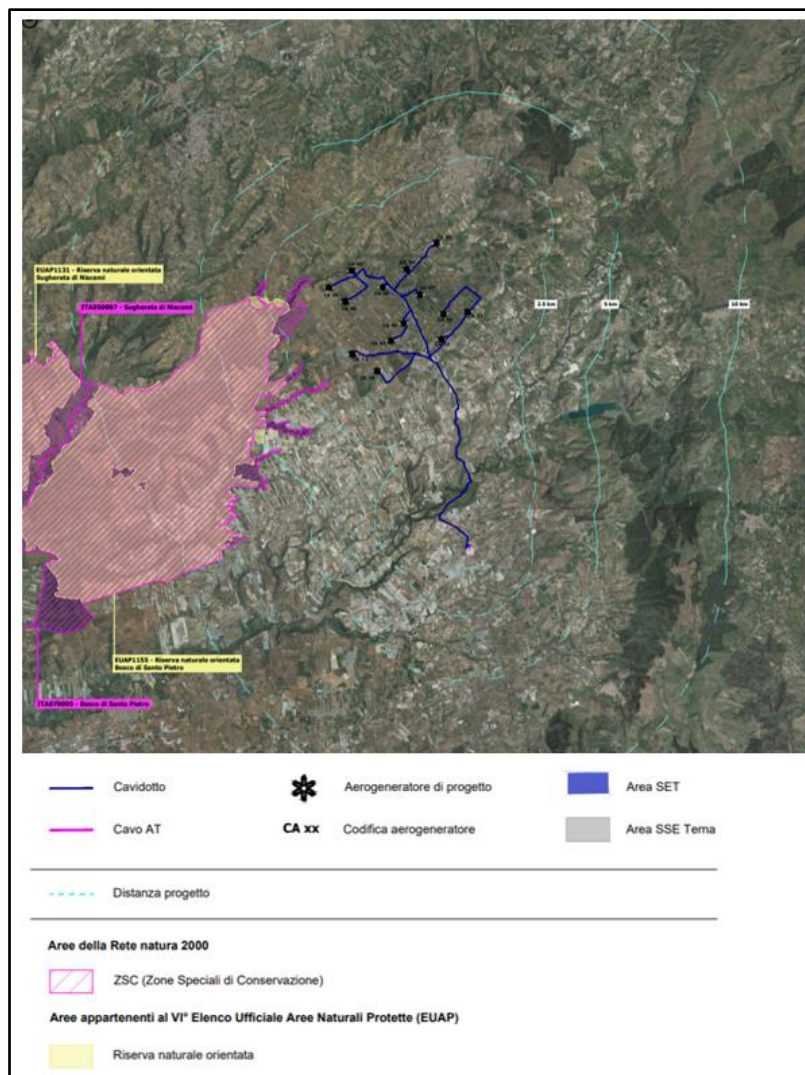 EUAP1131 - Riserva naturale orientata
Sughereta di Niscemi
ITA050007 - Sughereta di Niscemi
2.5 km
5 km
10 km
EUAP1155 - Riserva naturale orientata
Bosco di Santo Pietro
ITA070005 - Bosco di Santo Pietro
Cavidotto
Aerogeneratore di progetto
Area SET
Cavo AT
CA xx
Codifica aerogeneratore
Area SSE Terna
Distanza progetto
Aree della Rete natura 2000
ZSC (Zone Speciali di Conservazione)
Aree appartenenti al VI° Elenco Ufficiale Aree Naturali Protette (EUAP)
Riserva naturale orientata